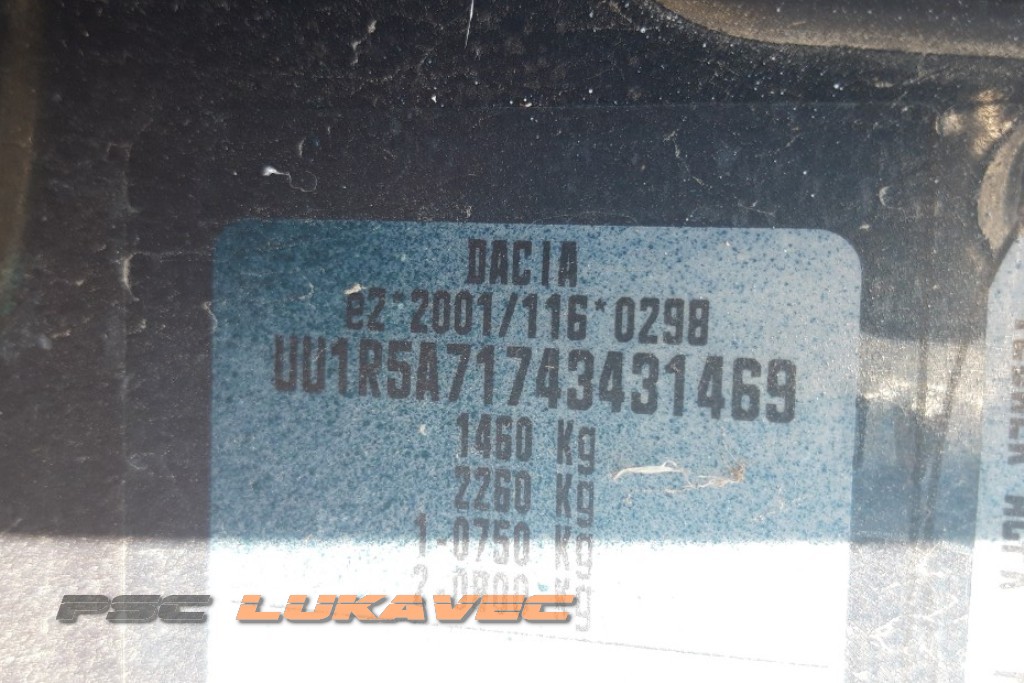 DACIA
e2*2001/116*0298
UU1R5A71743431469
1460 Kg
2260 Kg
1-0750 Kg
PSC LUKAVEC